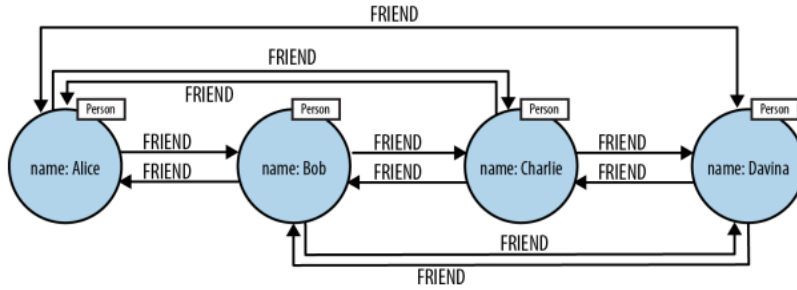 FRIEND
FRIEND
FRIEND
Person
Person
Person
Person
name: Alice
FRIEND
FRIEND
name: Bob
FRIEND
FRIEND
name: Charlie
FRIEND
FRIEND
name: Davina
FRIEND
FRIEND